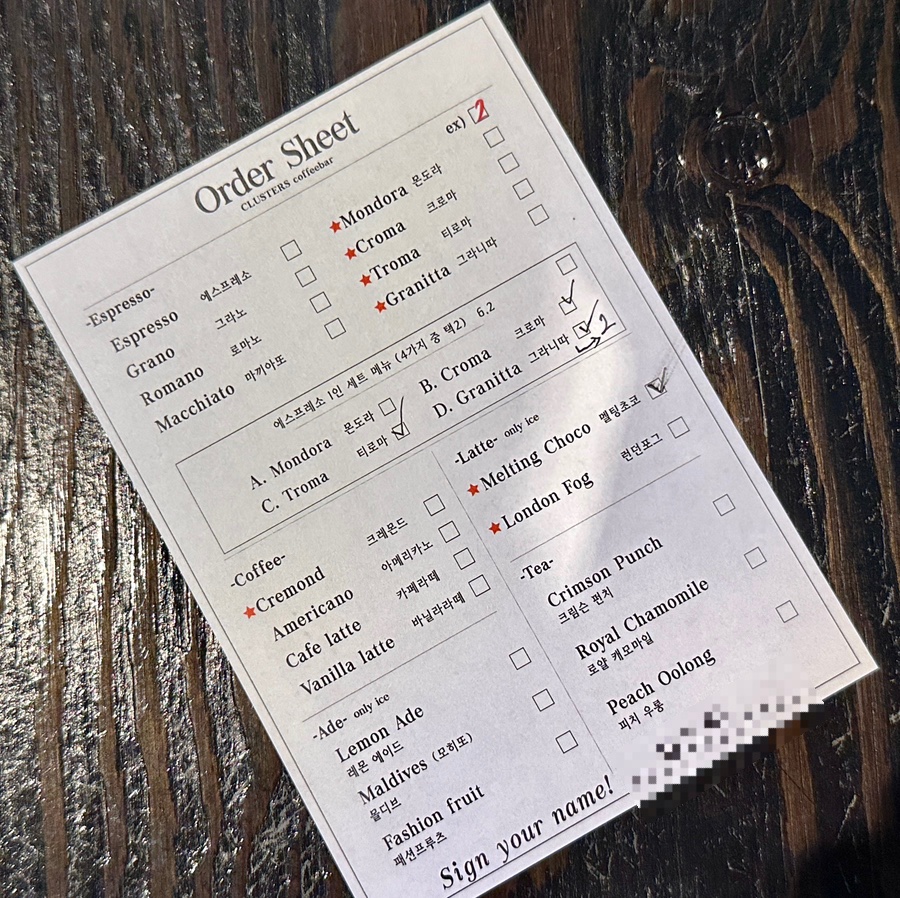 Order Sheet
CLUSTERS coffeebar
ex) 2
-Espresso-
Espresso 에스프레소
Grano 그라노
Romano 로마노
Macchiato 마끼아또
★Mondora 몬도라
★Croma 크로마
★Troma 티로마
★Granitta 그라니따
에스프레소 1인 세트 메뉴 (4가지 중 택2) 6.2
A. Mondora 몬도라
B. Croma 크로마
C. Troma 티로마
D. Granitta 그라니따
2
-Coffee-
★Cremond 크레몬드
Americano 아메리카노
Cafe latte 카페라떼
Vanilla latte 바닐라라떼
-Ade- only ice
Lemon Ade
레몬 에이드
Maldives (모히또)
몰디브
Fashion fruit
패션프루츠
-Latte- only ice
★Melting Choco 멜팅초코
★London Fog 런던포그
-Tea-
Crimson Punch
크림슨 펀치
Royal Chamomile
로얄 캐모마일
Peach Oolong
피치 우롱
Sign your name!